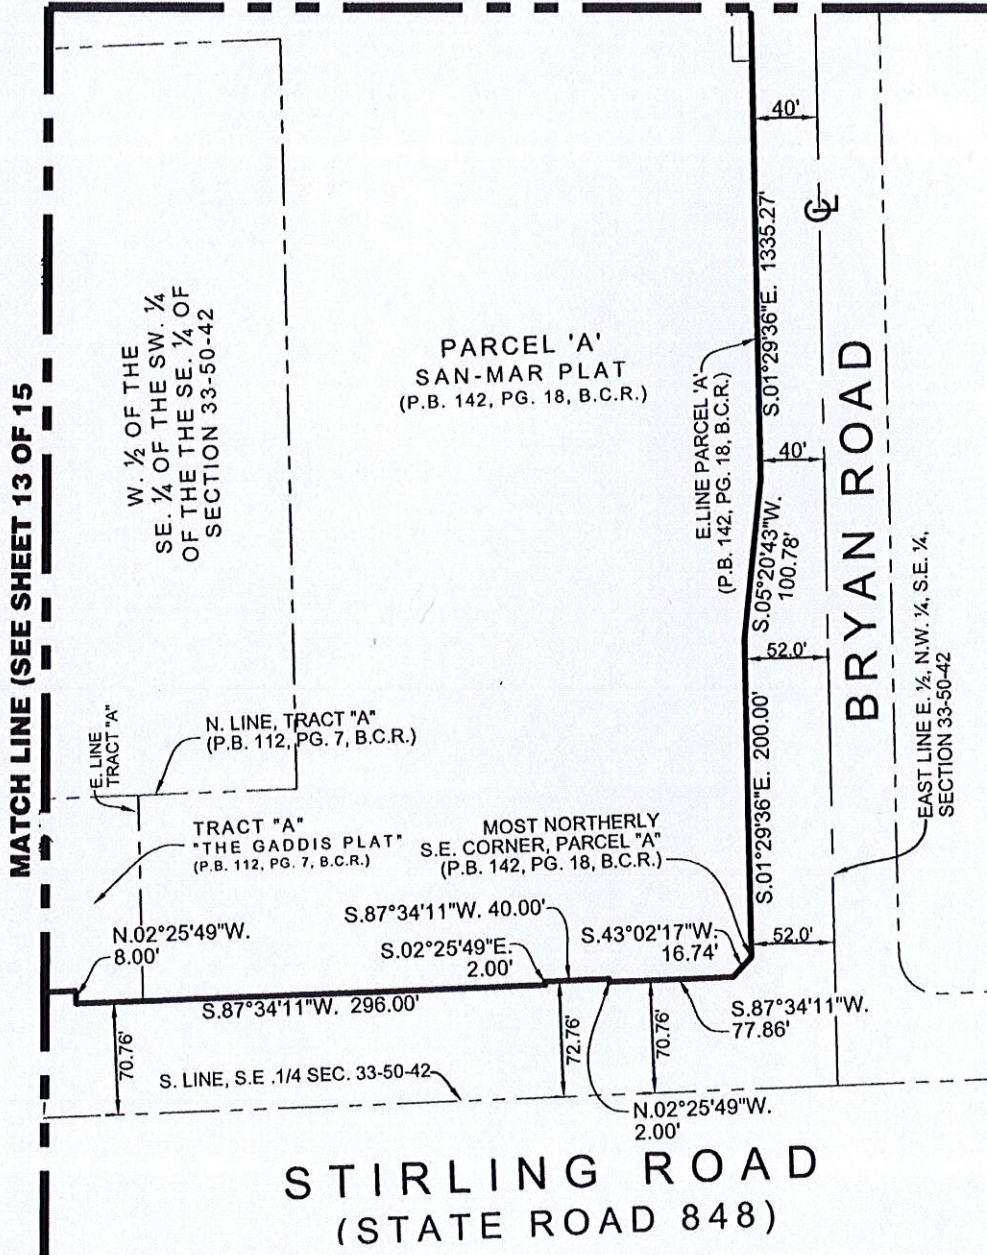 MATCH LINE (SEE SHEET 13 OF 15
W. ½ OF THE
SE. ¼ OF THE SW. ¼
OF THE THE SE. ¼ OF
SECTION 33-50-42
PARCEL 'A'
SAN-MAR PLAT
(P.B. 142, PG. 18, B.C.R.)
E.LINE PARCEL 'A'
(P.B. 142, PG. 18, B.C.R.)
40'
S.01°29'36"E. 1335.27'
CL
40'
S.05°20'43"W.
100.78'
52.0'
BRYAN ROAD
S.01°29'36"E. 200.00'
EAST LINE E. ½, N.W. ¼, S.E. ¼,
SECTION 33-50-42
E. LINE
TRACT "A"
N. LINE, TRACT "A"
(P.B. 112, PG. 7, B.C.R.)
TRACT "A"
"THE GADDIS PLAT"
(P.B. 112, PG. 7, B.C.R.)
MOST NORTHERLY
S.E. CORNER, PARCEL "A"
(P.B. 142, PG. 18, B.C.R.)
N.02°25'49"W.
8.00'
S.87°34'11"W. 40.00'
S.02°25'49"E.
2.00'
S.43°02'17"W.
16.74'
52.0'
S.87°34'11"W. 296.00'
S.87°34'11"W.
77.86'
70.76'
72.76'
70.76'
S. LINE, S.E .1/4 SEC. 33-50-42
N.02°25'49"W.
2.00'
STIRLING ROAD
(STATE ROAD 848)